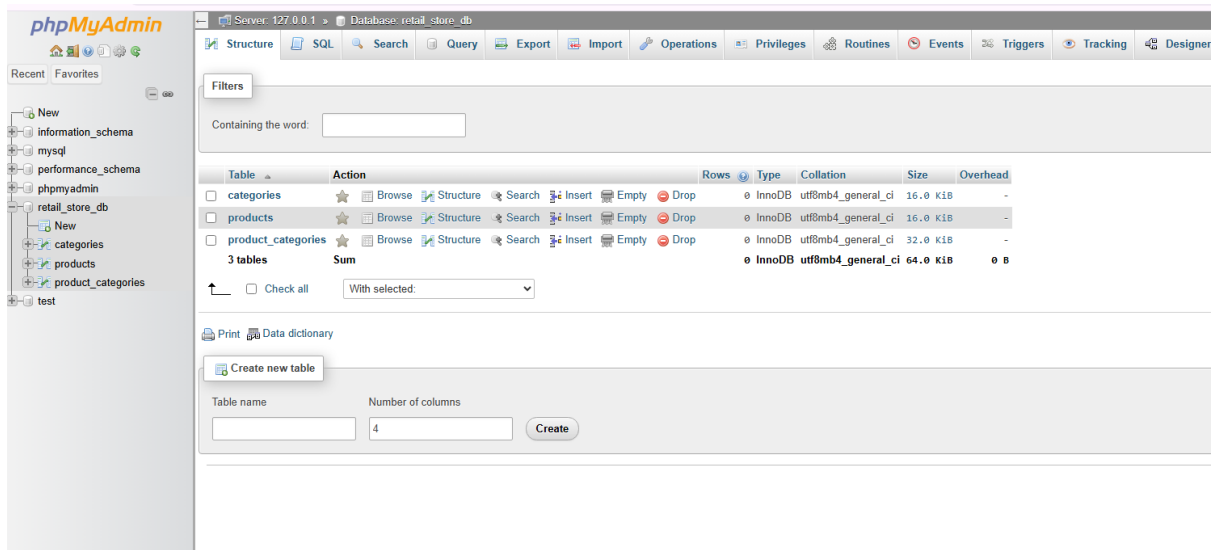 phpMyAdmin
Recent Favorites
New
information_schema
mysql
performance_schema
phpmyadmin
retail_store_db
New
categories
products
product_categories
test
Server: 127.0.0.1 » Database: retail_store_db
Structure SQL Search Query Export Import Operations Privileges Routines Events Triggers Tracking Designer
Filters
Containing the word:
Table Action Rows Type Collation Size Overhead
categories Browse Structure Search Insert Empty Drop 0 InnoDB utf8mb4_general_ci 16.0 KiB -
products Browse Structure Search Insert Empty Drop 0 InnoDB utf8mb4_general_ci 16.0 KiB -
product_categories Browse Structure Search Insert Empty Drop 0 InnoDB utf8mb4_general_ci 32.0 KiB -
3 tables Sum 0 InnoDB utf8mb4_general_ci 64.0 KiB 0 B
Check all With selected:
Print Data dictionary
Create new table
Table name Number of columns
4 Create